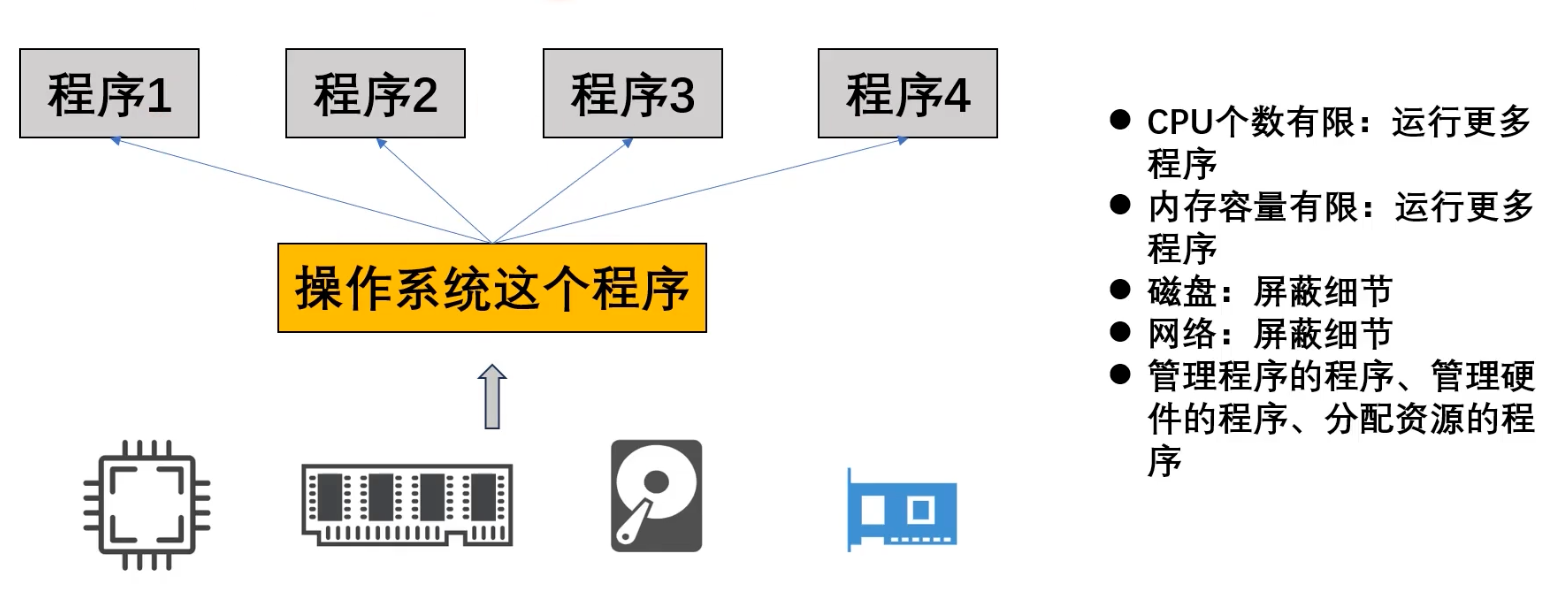 程序1
程序2
程序3
程序4
操作系统这个程序
● CPU个数有限：运行更多
程序
● 内存容量有限：运行更多
程序
● 磁盘：屏蔽细节
● 网络：屏蔽细节
● 管理程序的程序、管理硬
件的程序、分配资源的程
序